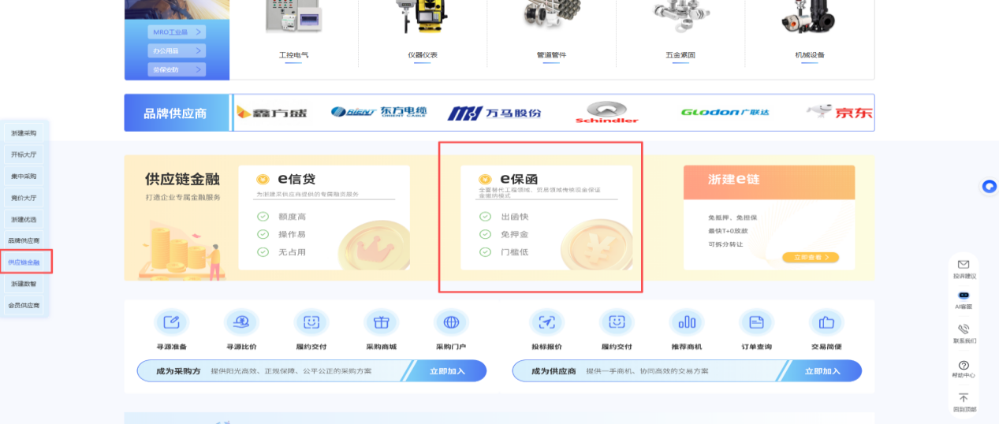 MRO工业品
办公用品
劳保安防
工控电气
仪器仪表
管道管件
五金紧固
机械设备
品牌供应商
鑫方盛
ORIENT 东方电缆
ORIENT CABLE
万马股份
Schindler
GLODON 广联达
京东
浙建采购
开标大厅
集中采购
竞价大厅
浙建优选
品牌供应商
供应链金融
浙建数智
会员供应商
供应链金融
打造企业专属金融服务
e信贷
为浙建采供应商提供的专属融资服务
额度高
操作易
无占用
e保函
全面替代工程领域、贸易领域传统现金保证
金缴纳模式
出函快
免押金
门槛低
浙建e链
免抵押，免担保
最快T+0放款
可拆分转让
立即查看
寻源准备
寻源比价
履约交付
采购商城
采购门户
成为采购方
提供阳光高效、正规保障、公平公正的采购方案
立即加入
投标报价
履约交付
推荐商机
订单查询
交易简便
成为供应商
提供一手商机、协同高效的交易方案
立即加入
投诉建议
AI客服
联系我们
帮助中心
回到顶部